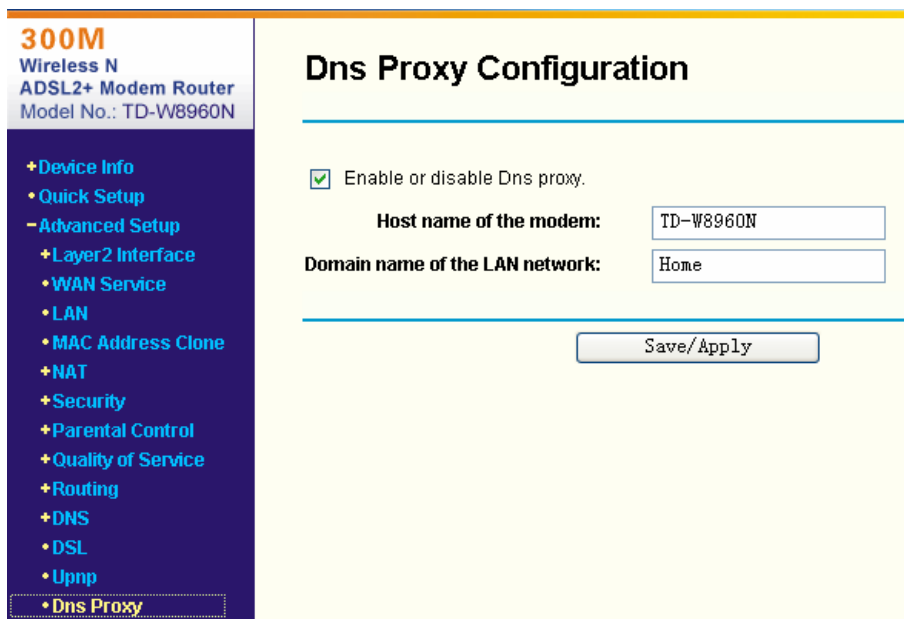 300M
Wireless N
ADSL2+ Modem Router
Model No.: TD-W8960N
+Device Info
•Quick Setup
−Advanced Setup
+Layer2 Interface
•WAN Service
•LAN
•MAC Address Clone
+NAT
+Security
+Parental Control
+Quality of Service
+Routing
+DNS
•DSL
•Upnp
•Dns Proxy
Dns Proxy Configuration
Enable or disable Dns proxy.
Host name of the modem: TD-W8960N
Domain name of the LAN network: Home
Save/Apply